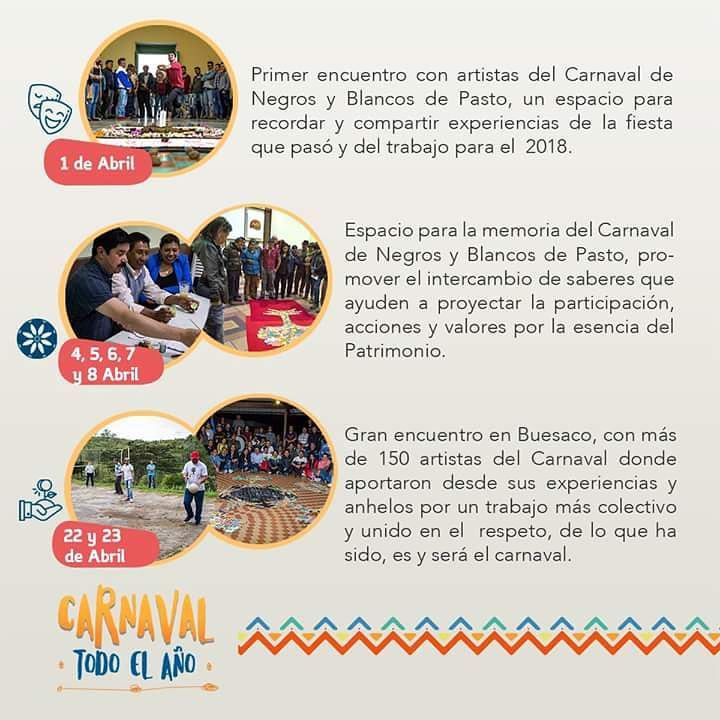 Primer encuentro con artistas del Carnaval de
Negros y Blancos de Pasto, un espacio para
recordar y compartir experiencias de la fiesta
que pasó y del trabajo para el 2018.
1 de Abril
Espacio para la memoria del Carnaval
de Negros y Blancos de Pasto, pro-
mover el intercambio de saberes que
ayuden a proyectar la participación,
acciones y valores por la esencia del
Patrimonio.
4, 5, 6, 7
y 8 Abril
Gran encuentro en Buesaco, con más
de 150 artistas del Carnaval donde
aportaron desde sus experiencias y
anhelos por un trabajo más colectivo
y unido en el respeto, de lo que ha
sido, es y será el carnaval.
22 y 23
de Abril
CARNAVAL
TODO EL AÑO